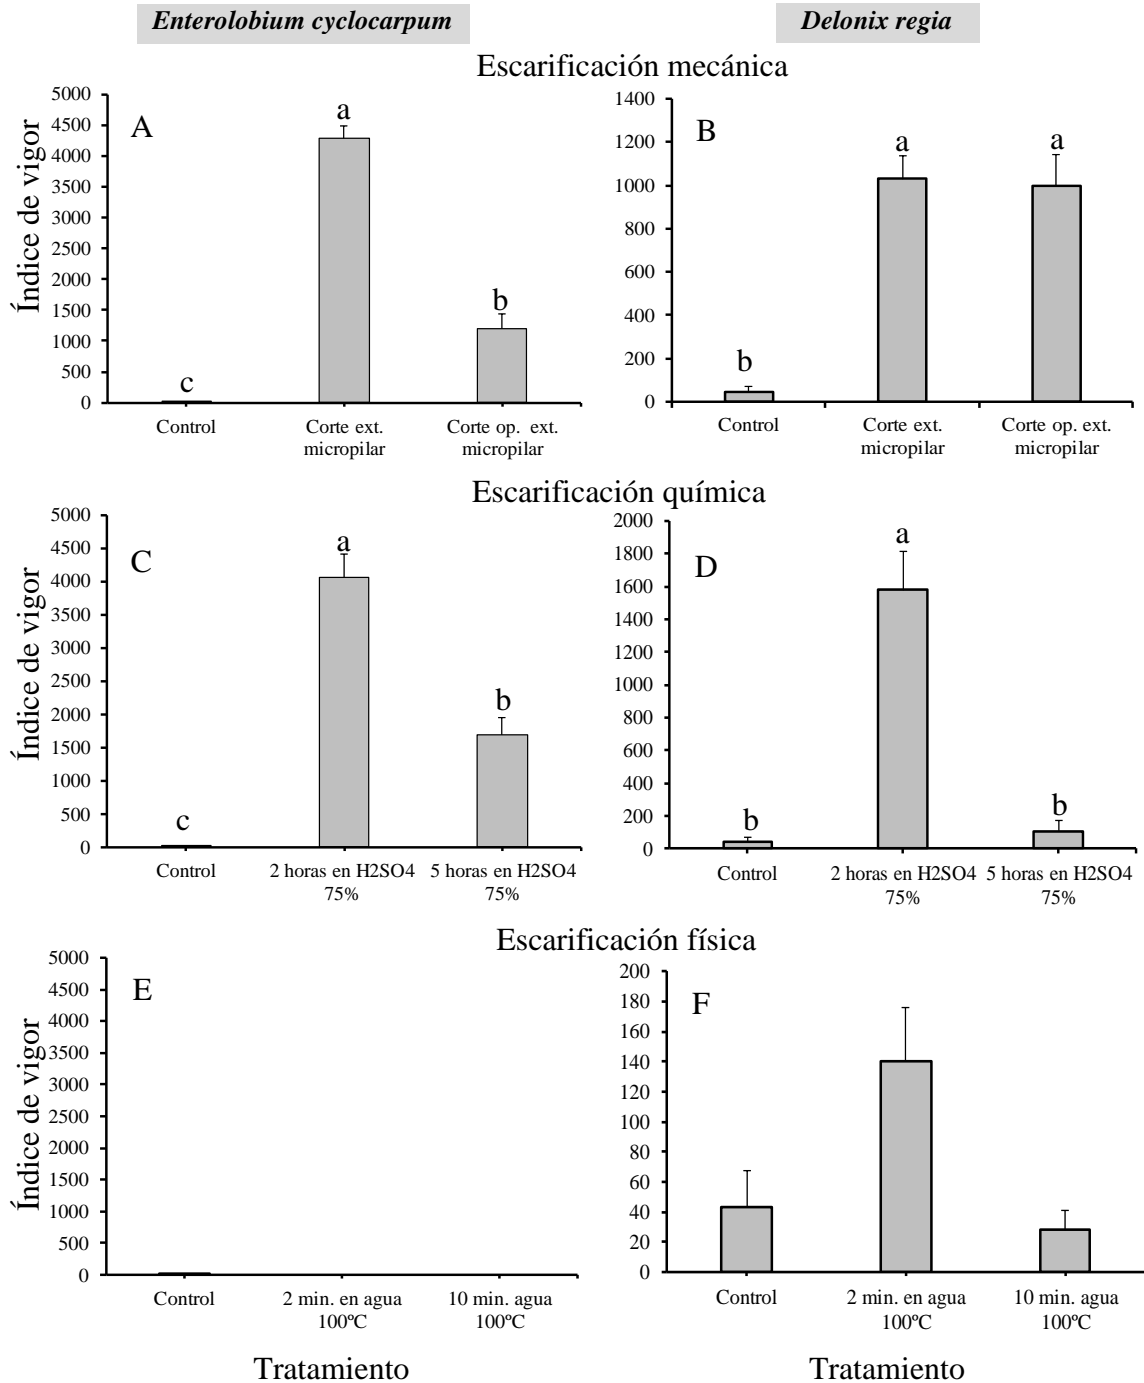 Enterolobium cyclocarpum
Delonix regia
Escarificación mecánica
Índice de vigor
5000
4500
4000
3500
3000
2500
2000
1500
1000
500
0
A
c
a
b
Control
Corte ext.
micropilar
Corte op. ext.
micropilar
1400
1200
1000
800
600
400
200
0
B
b
a
a
Control
Corte ext.
micropilar
Corte op. ext.
micropilar
Escarificación química
Índice de vigor
5000
4500
4000
3500
3000
2500
2000
1500
1000
500
0
C
c
a
b
Control
2 horas en H2SO4
75%
5 horas en H2SO4
75%
2000
1800
1600
1400
1200
1000
800
600
400
200
0
D
b
a
b
Control
2 horas en H2SO4
75%
5 horas en H2SO4
75%
Escarificación física
Índice de vigor
5000
4500
4000
3500
3000
2500
2000
1500
1000
500
0
E
Control
2 min. en agua
100ºC
10 min. agua
100ºC
200
180
160
140
120
100
80
60
40
20
0
F
Control
2 min. en agua
100ºC
10 min. agua
100ºC
Tratamiento
Tratamiento